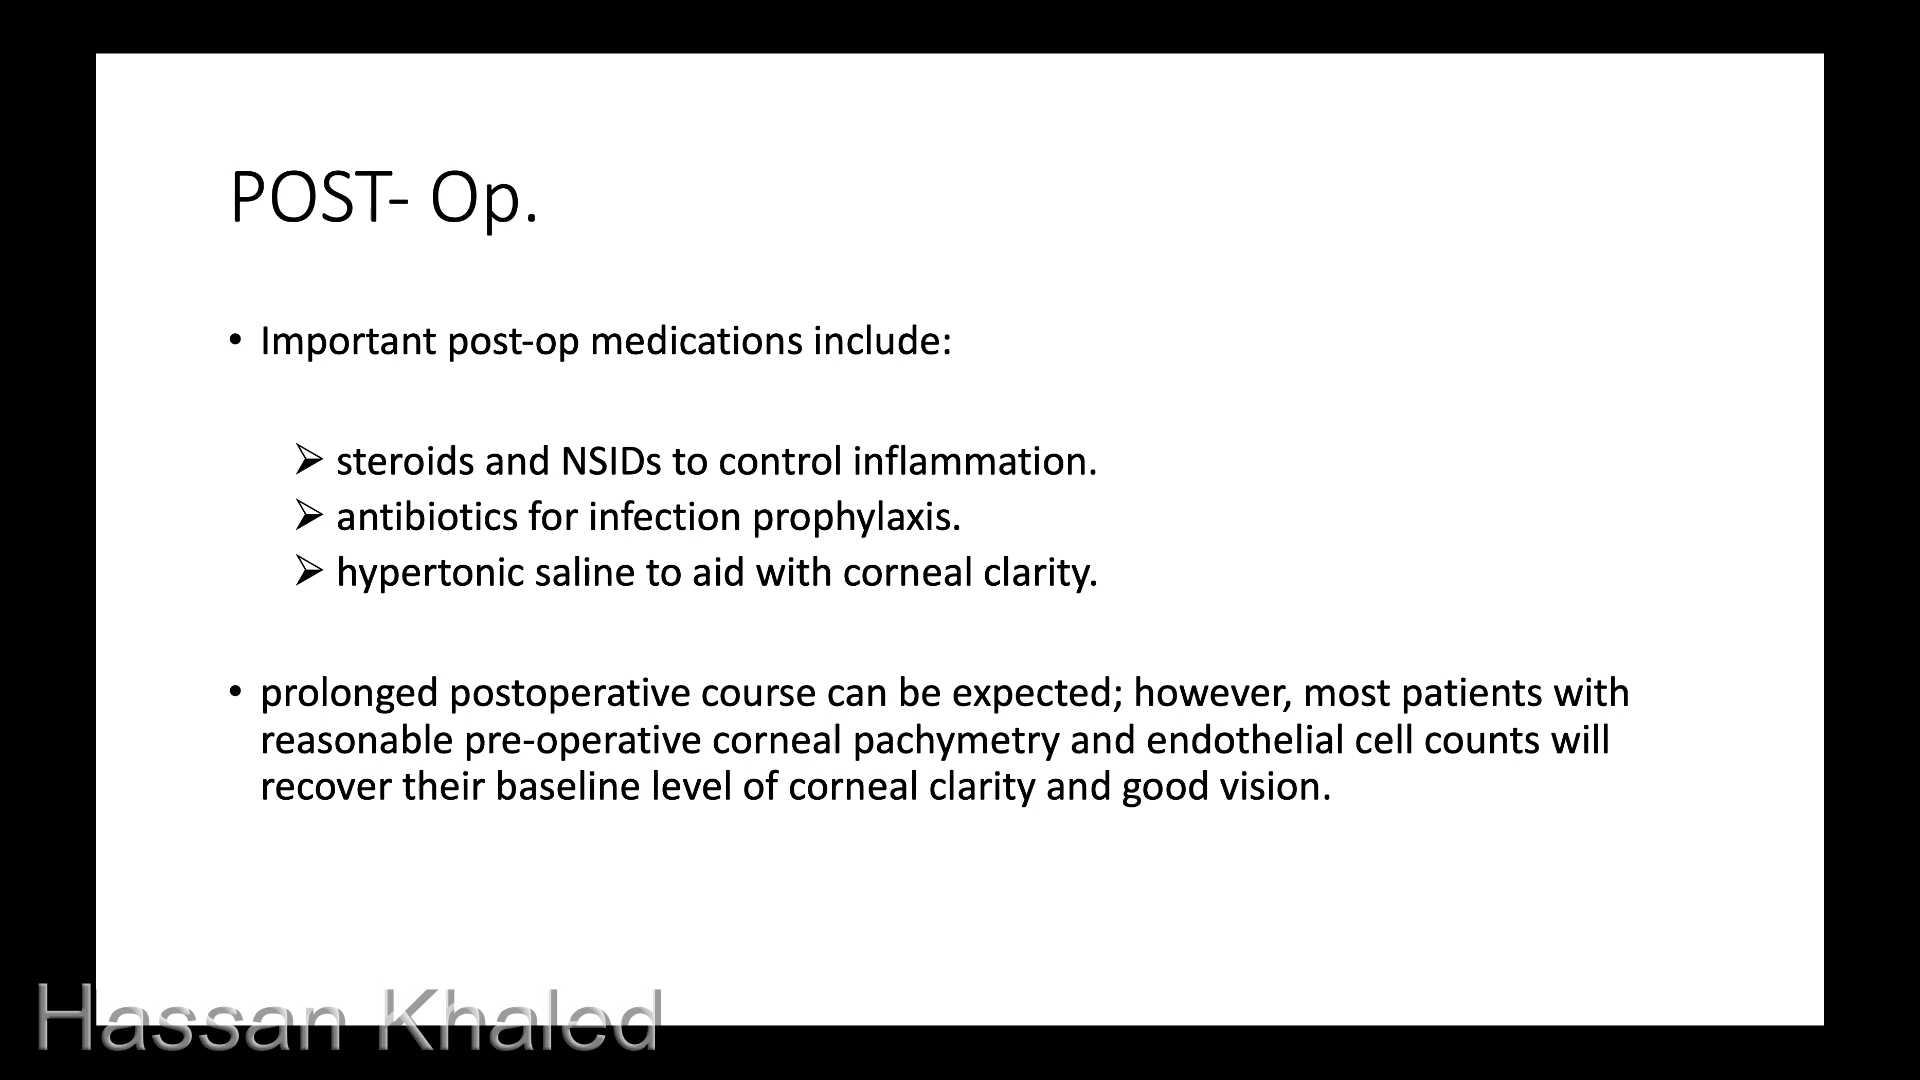 POST- Op.
• Important post-op medications include:
➢ steroids and NSIDs to control inflammation.
➢ antibiotics for infection prophylaxis.
➢ hypertonic saline to aid with corneal clarity.
• prolonged postoperative course can be expected; however, most patients with
reasonable pre-operative corneal pachymetry and endothelial cell counts will
recover their baseline level of corneal clarity and good vision.
Hassan Khaled